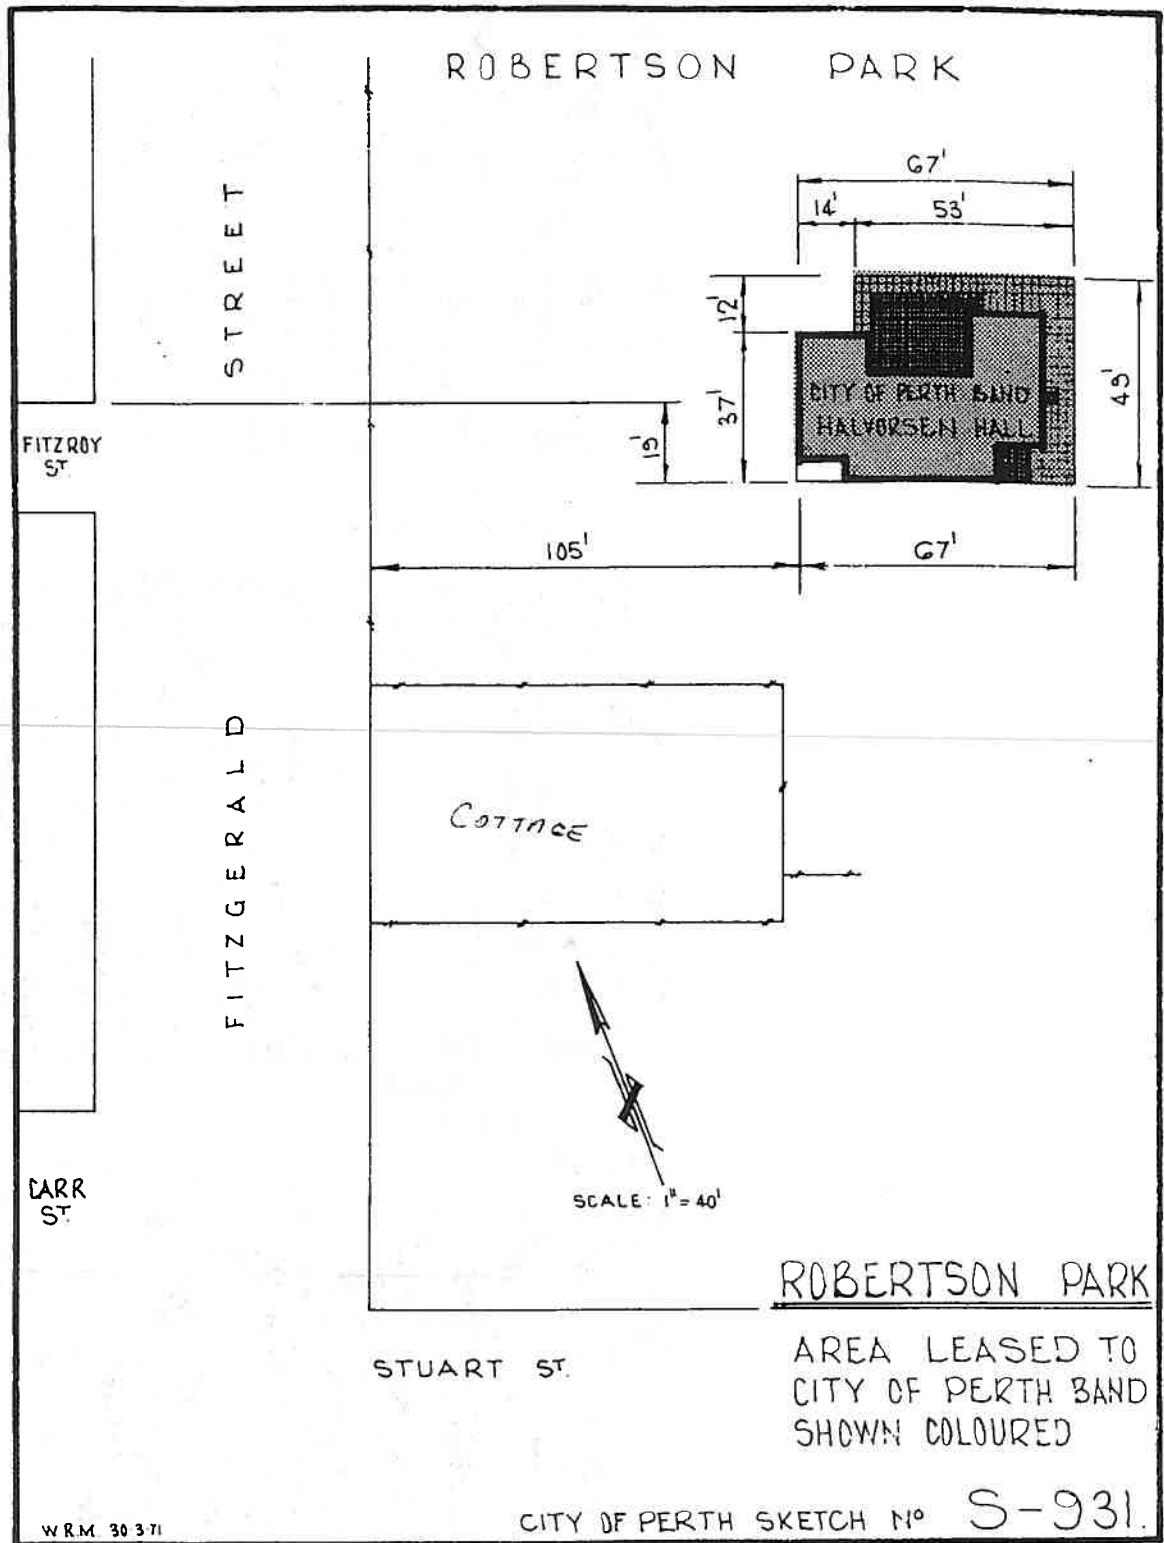 ROBERTSON PARK
67'
14' 53'
STREET
12'
37'
49'
CITY OF PERTH BAND
HALVORSEN HALL
19'
FITZROY
ST.
105' 67'
FITZGERALD
COTTAGE
CARR
ST.
SCALE: 1" = 40'
ROBERTSON PARK
STUART ST.
AREA LEASED TO
CITY OF PERTH BAND
SHOWN COLOURED
W.R.M. 30·3·71
CITY OF PERTH SKETCH Nº S-931.